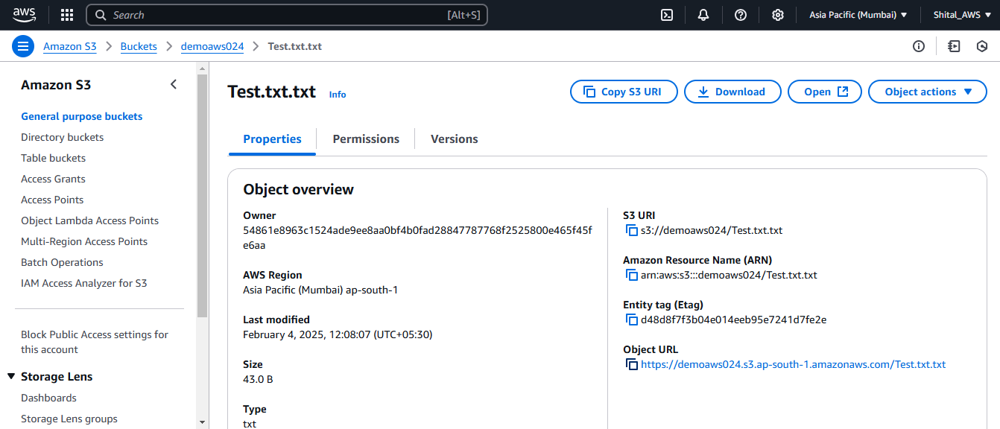 aws
Search [Alt+S] Asia Pacific (Mumbai) Shital_AWS
Amazon S3 Buckets demoaws024 Test.txt.txt
Amazon S3
General purpose buckets
Directory buckets
Table buckets
Access Grants
Access Points
Object Lambda Access Points
Multi-Region Access Points
Batch Operations
IAM Access Analyzer for S3
Block Public Access settings for
this account
Storage Lens
Dashboards
Storage Lens groups
Test.txt.txt Info
Copy S3 URI Download Open Object actions
Properties Permissions Versions
Object overview
Owner
54861e8963c1524ade9ee8aa0bf4b0fad28847787768f2525800e465f45f
e6aa
AWS Region
Asia Pacific (Mumbai) ap-south-1
Last modified
February 4, 2025, 12:08:07 (UTC+05:30)
Size
43.0 B
Type
txt
S3 URI
s3://demoaws024/Test.txt.txt
Amazon Resource Name (ARN)
arn:aws:s3:::demoaws024/Test.txt.txt
Entity tag (Etag)
d48d8f7f3b04e014eeb95e7241d7fe2e
Object URL
https://demoaws024.s3.ap-south-1.amazonaws.com/Test.txt.txt